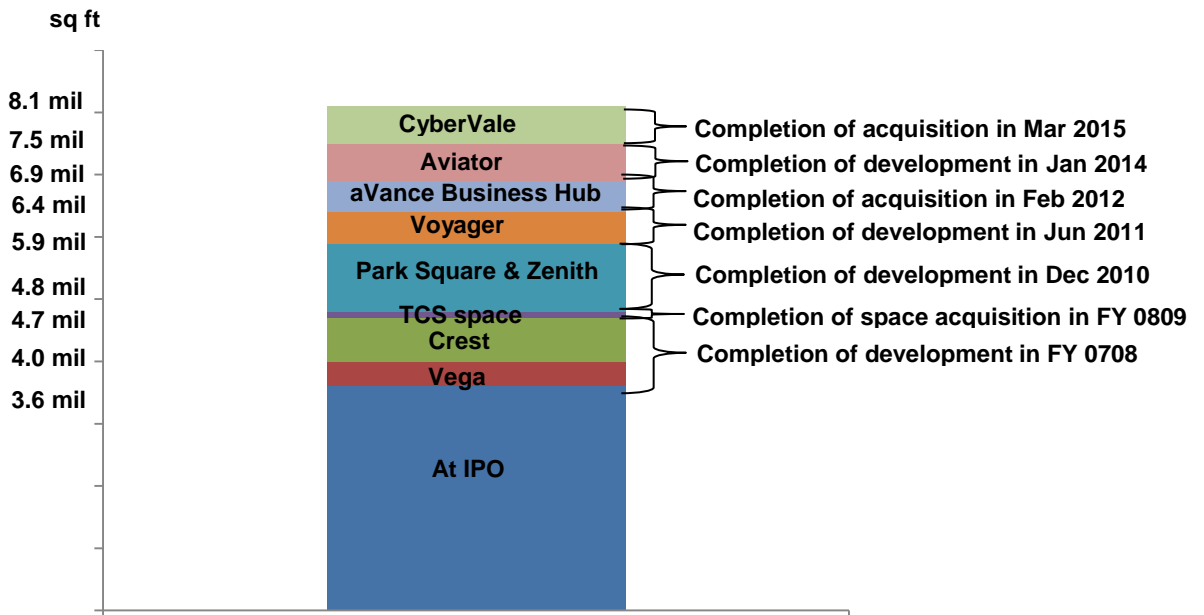 sq ft
8.1 mil
CyberVale
Completion of acquisition in Mar 2015
7.5 mil
Aviator
Completion of development in Jan 2014
6.9 mil
aVance Business Hub
Completion of acquisition in Feb 2012
6.4 mil
Voyager
Completion of development in Jun 2011
5.9 mil
Park Square & Zenith
Completion of development in Dec 2010
4.8 mil
TCS space
Completion of space acquisition in FY 0809
4.7 mil
Crest
Completion of development in FY 0708
4.0 mil
Vega
3.6 mil
At IPO